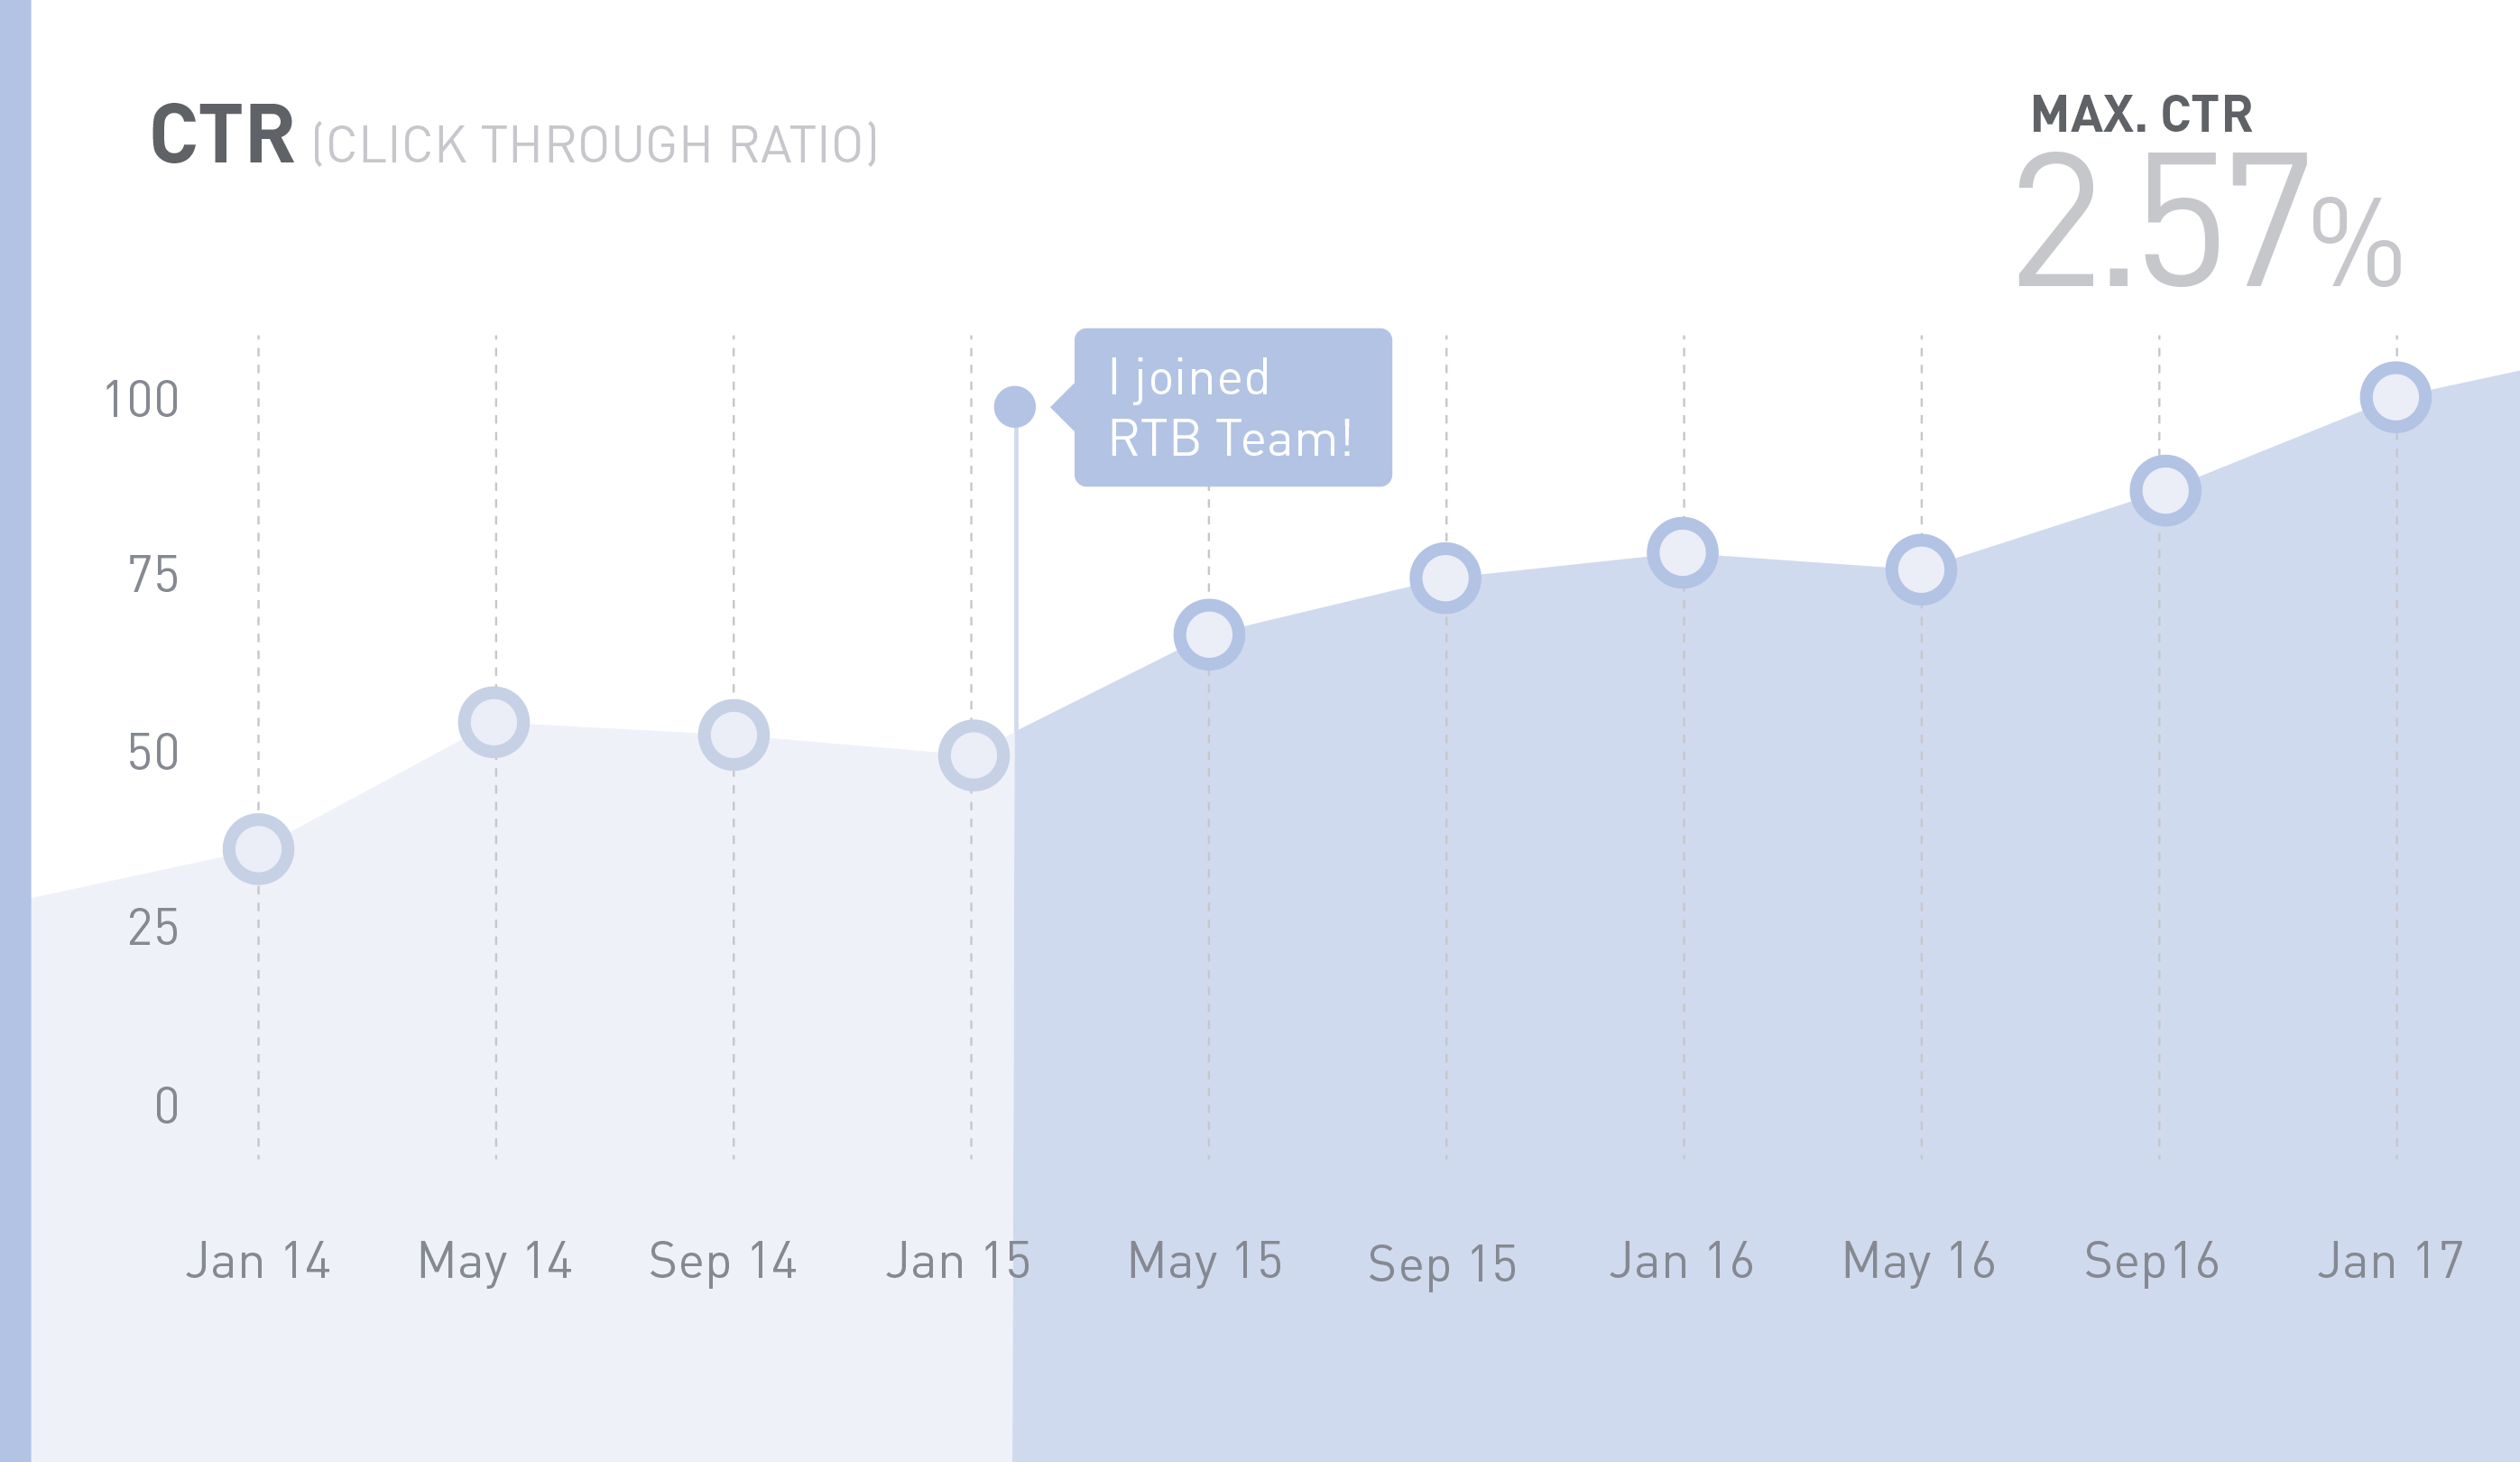 CTR (CLICK THROUGH RATIO)
MAX. CTR
2.57%
I joined
RTB Team!
100
75
50
25
0
Jan 14 May 14 Sep 14 Jan 15 May 15 Sep 15 Jan 16 May 16 Sep16 Jan 17